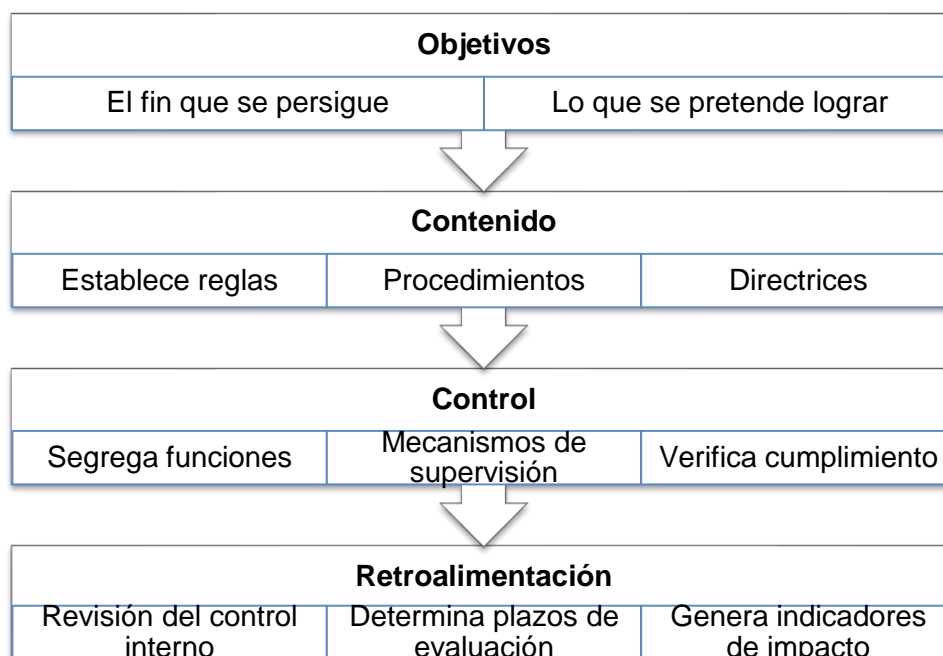 Objetivos
El fin que se persigue
Lo que se pretende lograr
Contenido
Establece reglas
Procedimientos
Directrices
Control
Segrega funciones
Mecanismos de
supervisión
Verifica cumplimiento
Retroalimentación
Revisión del control
interno
Determina plazos de
evaluación
Genera indicadores
de impacto